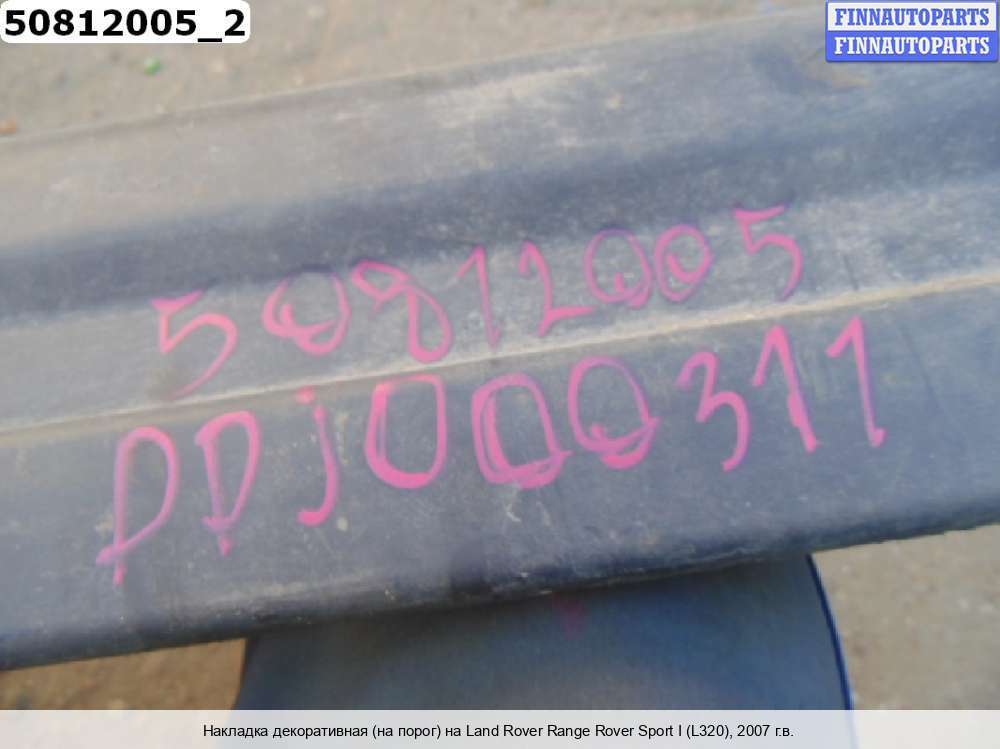 50812005_2
FINNAUTOPARTS
FINNAUTOPARTS
50812005
DDJ000311
Накладка декоративная (на порог) на Land Rover Range Rover Sport I (L320), 2007 г.в.